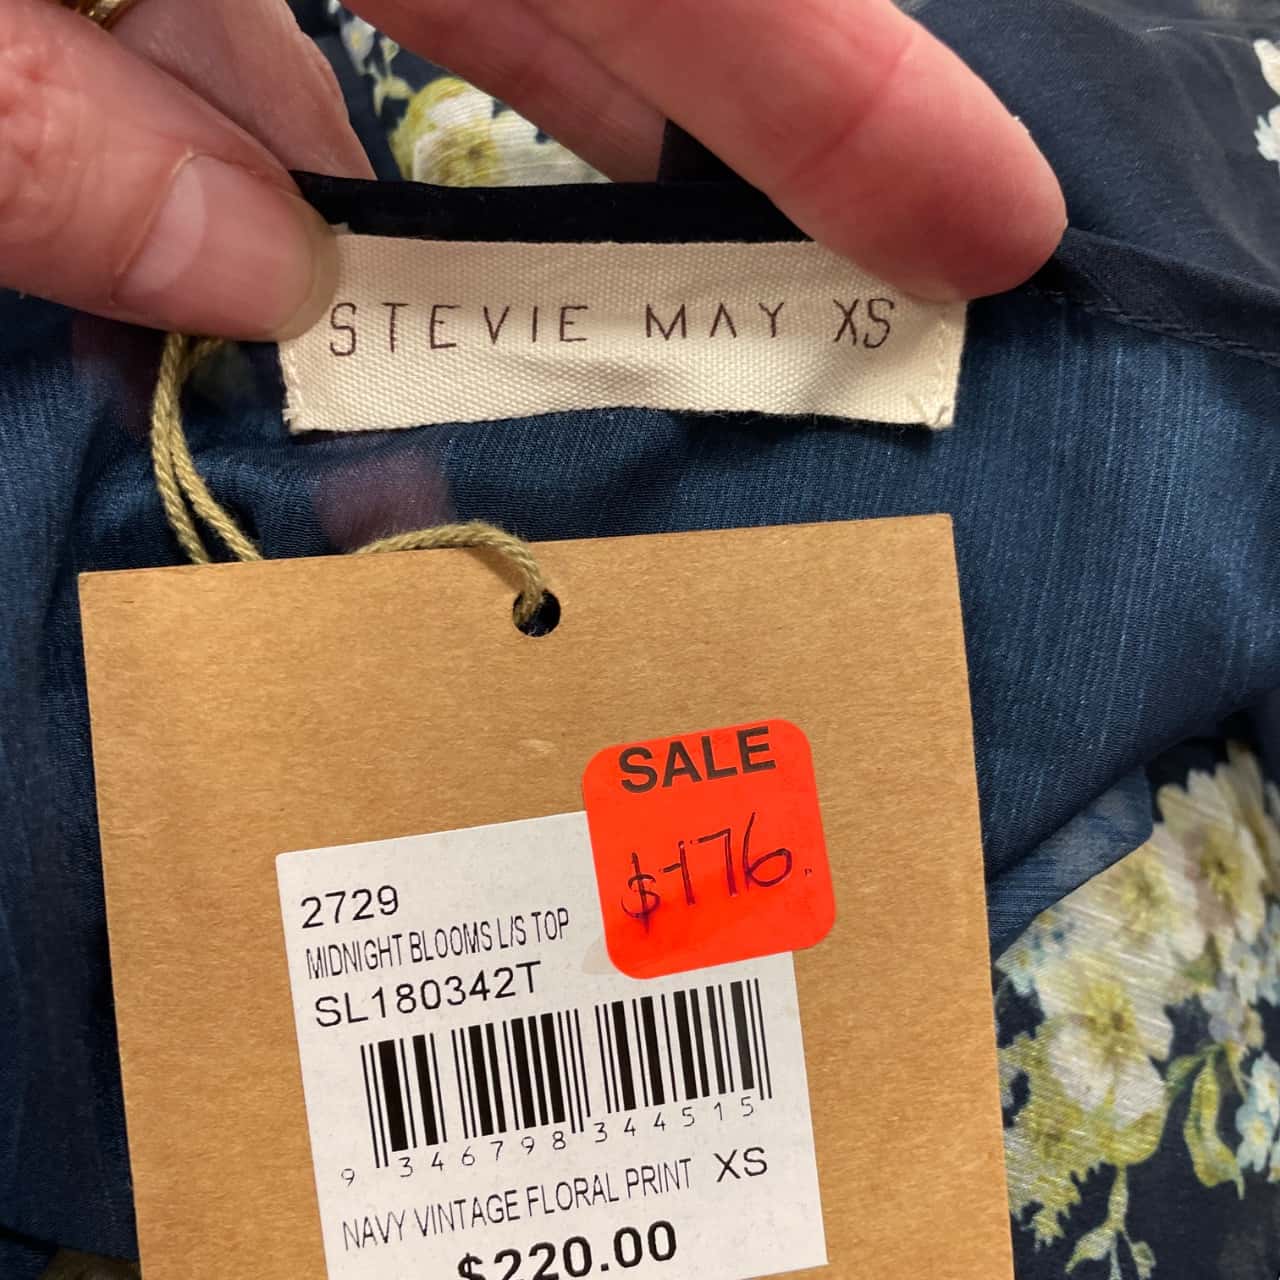 STEVIE MAY XS
SALE
$176.
2729
MIDNIGHT BLOOMS L/S TOP
SL180342T
9 346798 344515
NAVY VINTAGE FLORAL PRINT XS
$220.00